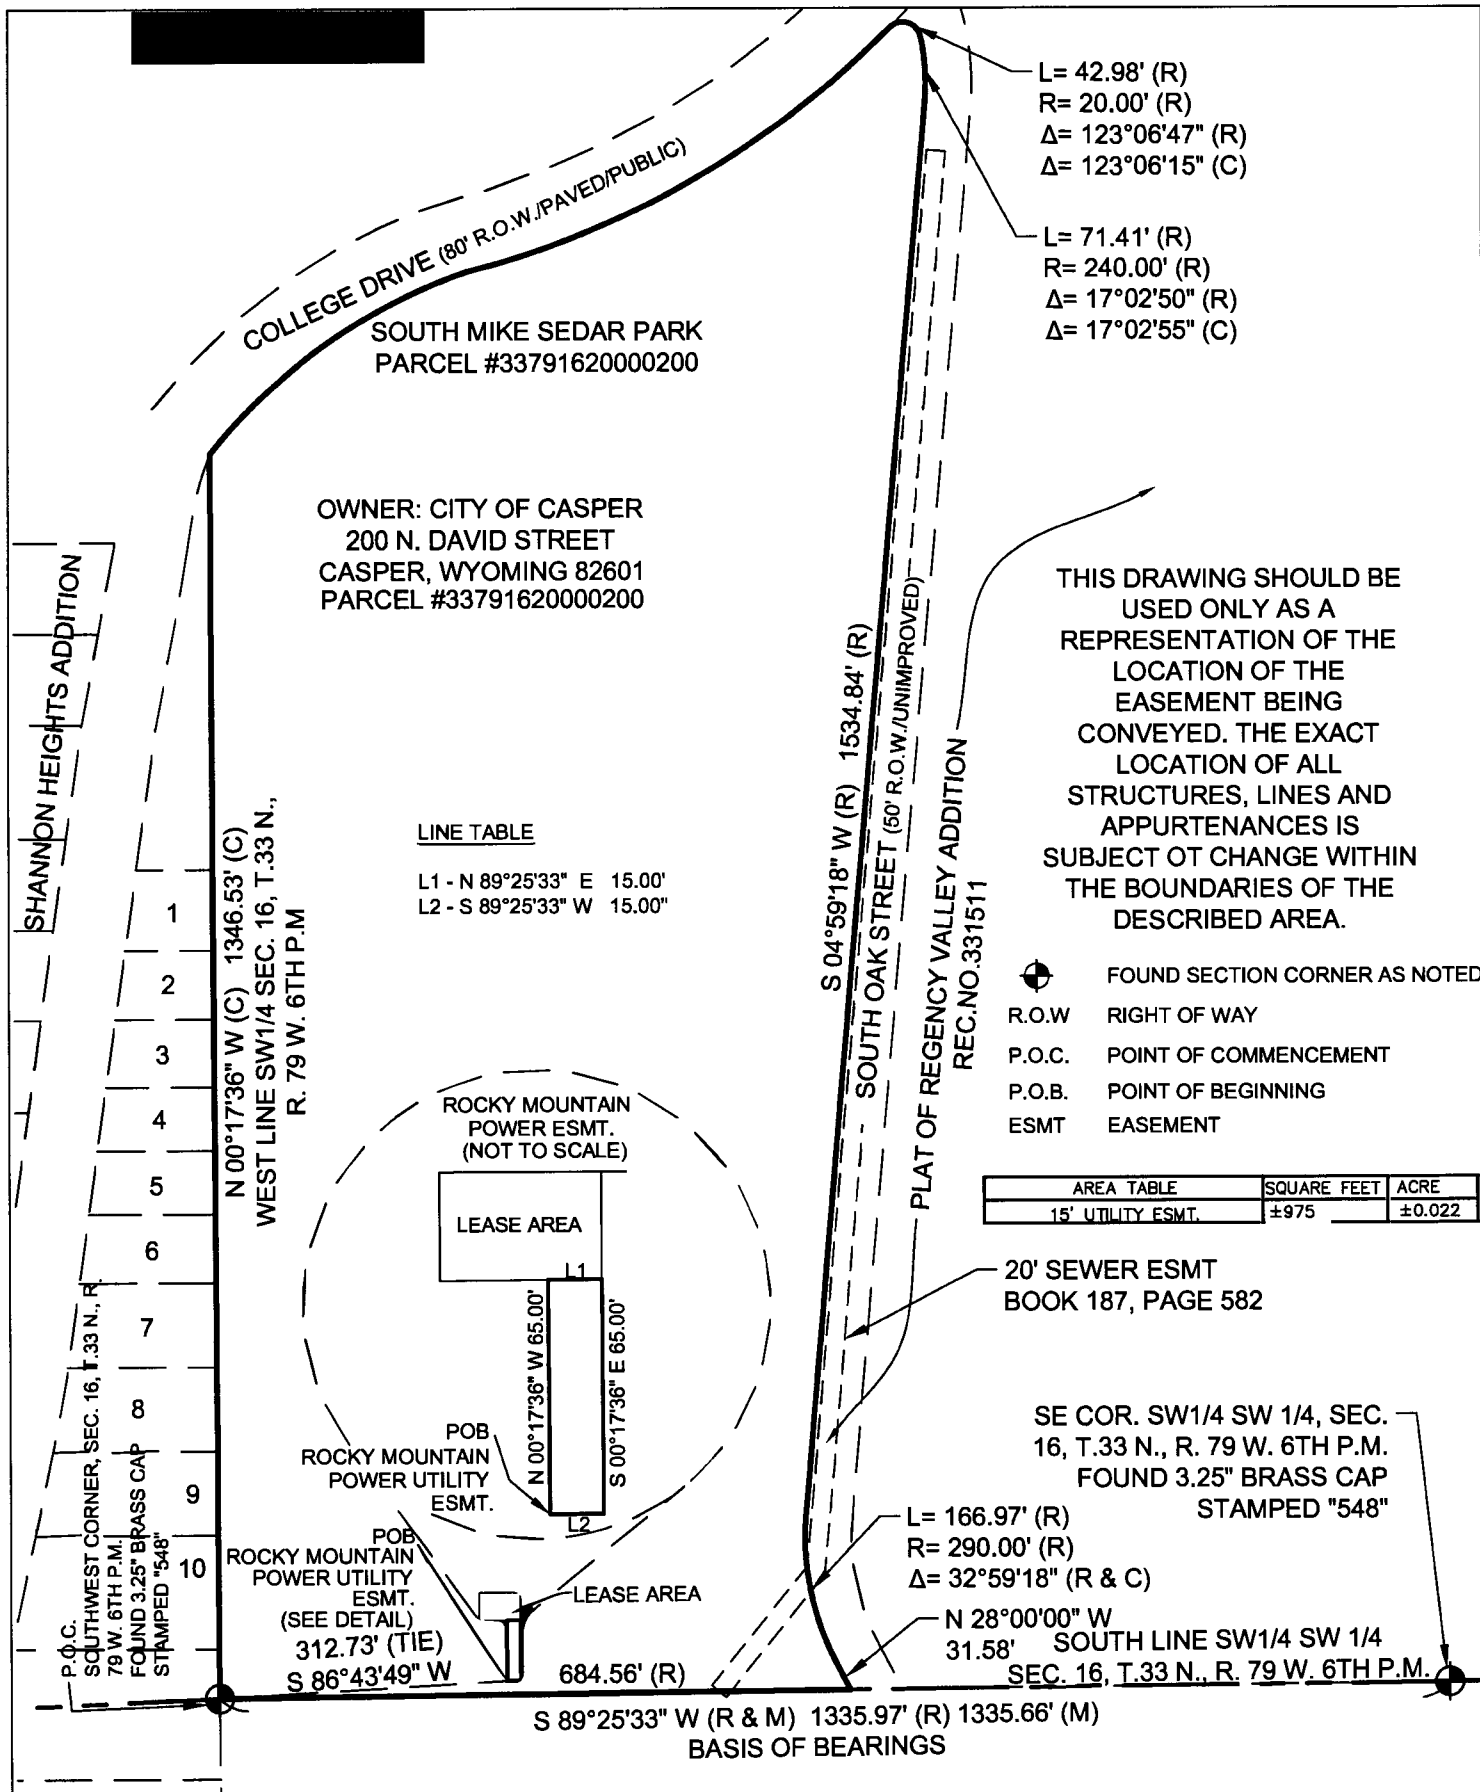 L= 42.98' (R)
R= 20.00' (R)
Δ= 123°06'47" (R)
Δ= 123°06'15" (C)
L= 71.41' (R)
R= 240.00' (R)
Δ= 17°02'50" (R)
Δ= 17°02'55" (C)
COLLEGE DRIVE (80' R.O.W./PAVED/PUBLIC)
SOUTH MIKE SEDAR PARK
PARCEL #33791620000200
OWNER: CITY OF CASPER
200 N. DAVID STREET
CASPER, WYOMING 82601
PARCEL #33791620000200
SHANNON HEIGHTS ADDITION
THIS DRAWING SHOULD BE
USED ONLY AS A
REPRESENTATION OF THE
LOCATION OF THE
EASEMENT BEING
CONVEYED. THE EXACT
LOCATION OF ALL
STRUCTURES, LINES AND
APPURTENANCES IS
SUBJECT OT CHANGE WITHIN
THE BOUNDARIES OF THE
DESCRIBED AREA.
LINE TABLE
L1 - N 89°25'33" E 15.00'
L2 - S 89°25'33" W 15.00"
N 00°17'36" W (C) 1346.53' (C)
WEST LINE SW1/4 SEC. 16, T.33 N.,
R. 79 W. 6TH P.M
S 04°59'18" W (R) 1534.84' (R)
SOUTH OAK STREET (50' R.O.W./UNIMPROVED)
PLAT OF REGENCY VALLEY ADDITION
REC.NO.331511
FOUND SECTION CORNER AS NOTED
R.O.W RIGHT OF WAY
P.O.C. POINT OF COMMENCEMENT
P.O.B. POINT OF BEGINNING
ESMT EASEMENT
AREA TABLE SQUARE FEET ACRE
15' UTILITY ESMT. ±975 ±0.022
1
2
3
4
5
6
7
8
9
10
ROCKY MOUNTAIN
POWER ESMT.
(NOT TO SCALE)
LEASE AREA
L1
N 00°17'36" W 65.00'
S 00°17'36" E 65.00'
L2
POB
ROCKY MOUNTAIN
POWER UTILITY
ESMT.
20' SEWER ESMT
BOOK 187, PAGE 582
SE COR. SW1/4 SW 1/4, SEC.
16, T.33 N., R. 79 W. 6TH P.M.
FOUND 3.25" BRASS CAP
STAMPED "548"
L= 166.97' (R)
R= 290.00' (R)
Δ= 32°59'18" (R & C)
N 28°00'00" W
31.58'
P.O.C.
SOUTHWEST CORNER, SEC. 16, T.33 N., R.
79 W. 6TH P.M.
FOUND 3.25" BRASS CAP
STAMPED "548"
POB
ROCKY MOUNTAIN
POWER UTILITY
ESMT.
(SEE DETAIL)
LEASE AREA
312.73' (TIE)
S 86°43'49" W
684.56' (R)
SOUTH LINE SW1/4 SW 1/4
SEC. 16, T.33 N., R. 79 W. 6TH P.M.
S 89°25'33" W (R & M) 1335.97' (R) 1335.66' (M)
BASIS OF BEARINGS